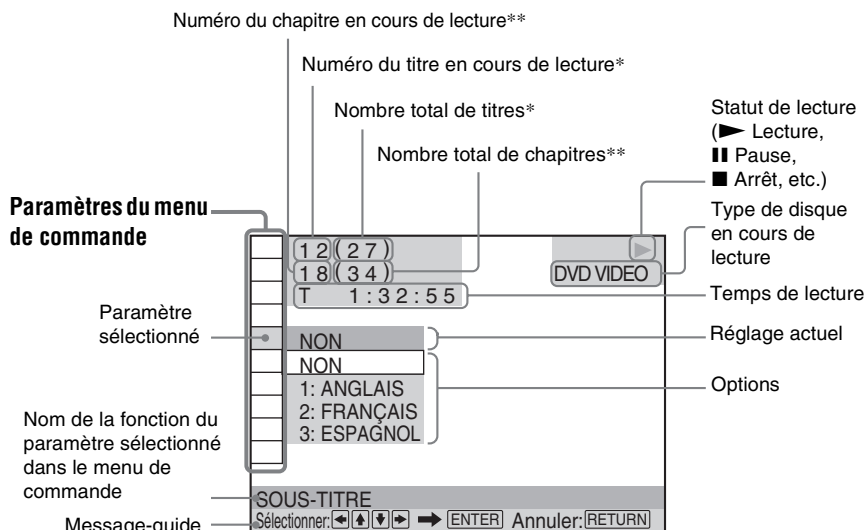 Numéro du chapitre en cours de lecture**
Numéro du titre en cours de lecture*
Nombre total de titres*
Nombre total de chapitres**
Statut de lecture
(► Lecture,
❚❚ Pause,
■ Arrêt, etc.)
Type de disque
en cours de
lecture
Temps de lecture
Réglage actuel
Options
Paramètres du menu
de commande
Paramètre
sélectionné
Nom de la fonction du
paramètre sélectionné
dans le menu de
commande
Message-guide
12(27)
18(34)
T 1:32:55
►
DVD VIDEO
NON
NON
1: ANGLAIS
2: FRANÇAIS
3: ESPAGNOL
SOUS-TITRE
Sélectionner: ← ↑ ↓ → ➡ ENTER Annuler: RETURN